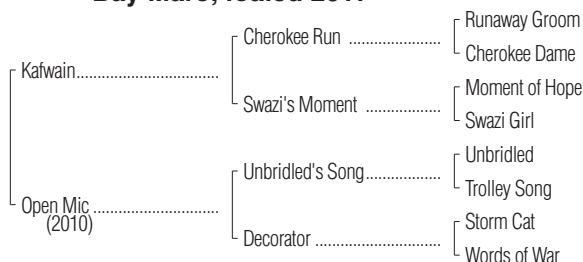 Bay Mare; foaled
Runaway Groom
Cherokee Run ......................
Cherokee Dame
Kafwain..................................
Moment of Hope
Swazi's Moment ..................
Swazi Girl
Unbridled
Unbridled's Song..................
Trolley Song
Open Mic ..............................
(2010)
Storm Cat
Decorator ..............................
Words of War